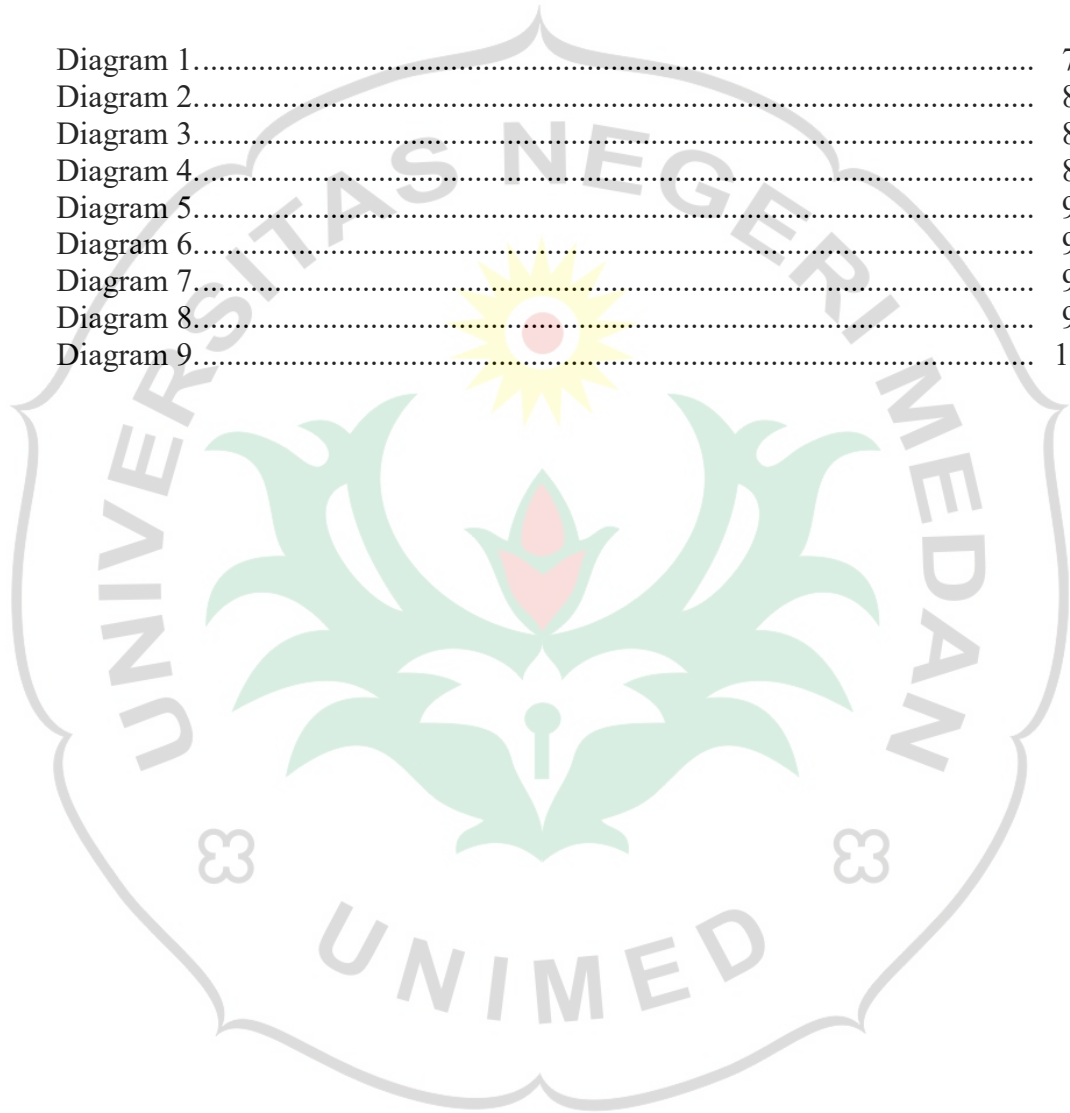 Diagram 1.................................................................................................... 7
Diagram 2.................................................................................................... 8
Diagram 3.................................................................................................... 8
Diagram 4.................................................................................................... 8
Diagram 5.................................................................................................... 9
Diagram 6.................................................................................................... 9
Diagram 7.................................................................................................... 9
Diagram 8.................................................................................................... 9
Diagram 9.................................................................................................... 1
UNIVERSITAS NEGERI MEDAN
UNIMED